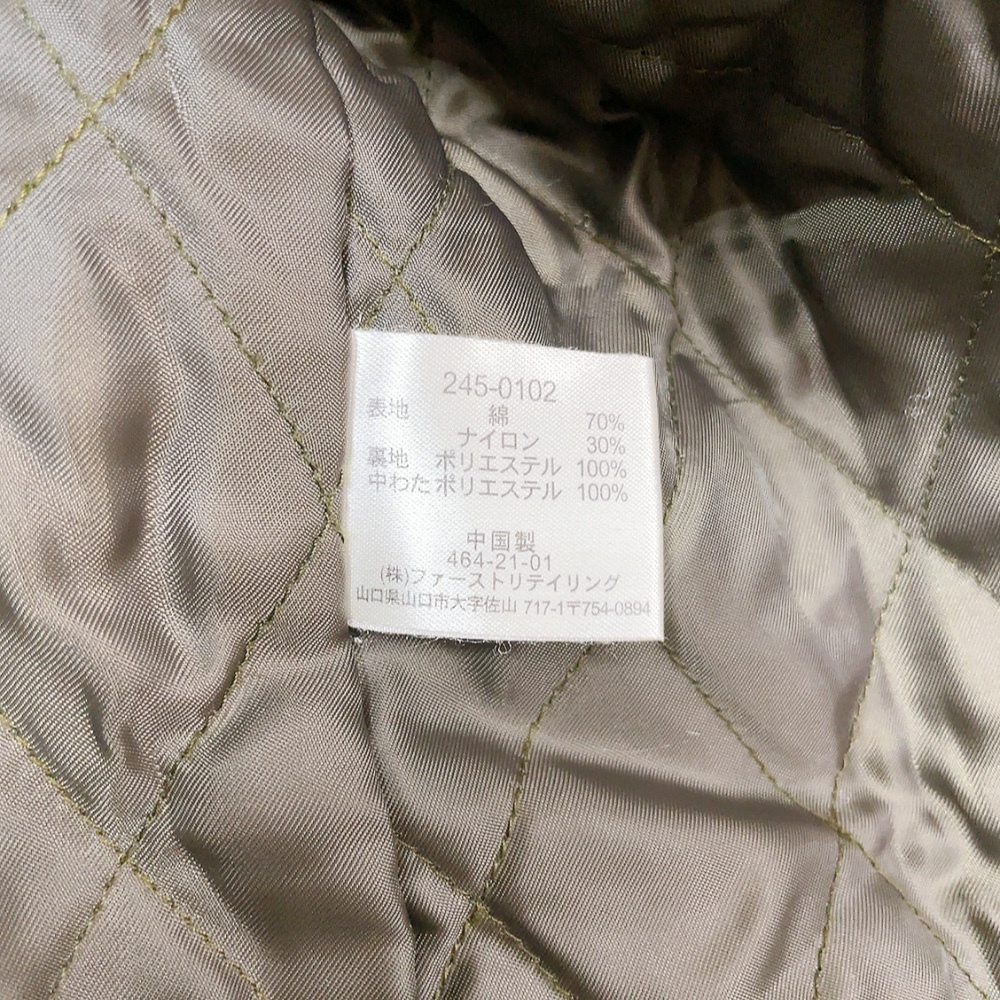 245-0102
表地 綿 70%
ナイロン 30%
裏地 ポリエステル 100%
中わた ポリエステル 100%
中国製
464-21-01
(株)ファーストリテイリング
山口県山口市大字佐山 717-1〒754-0894